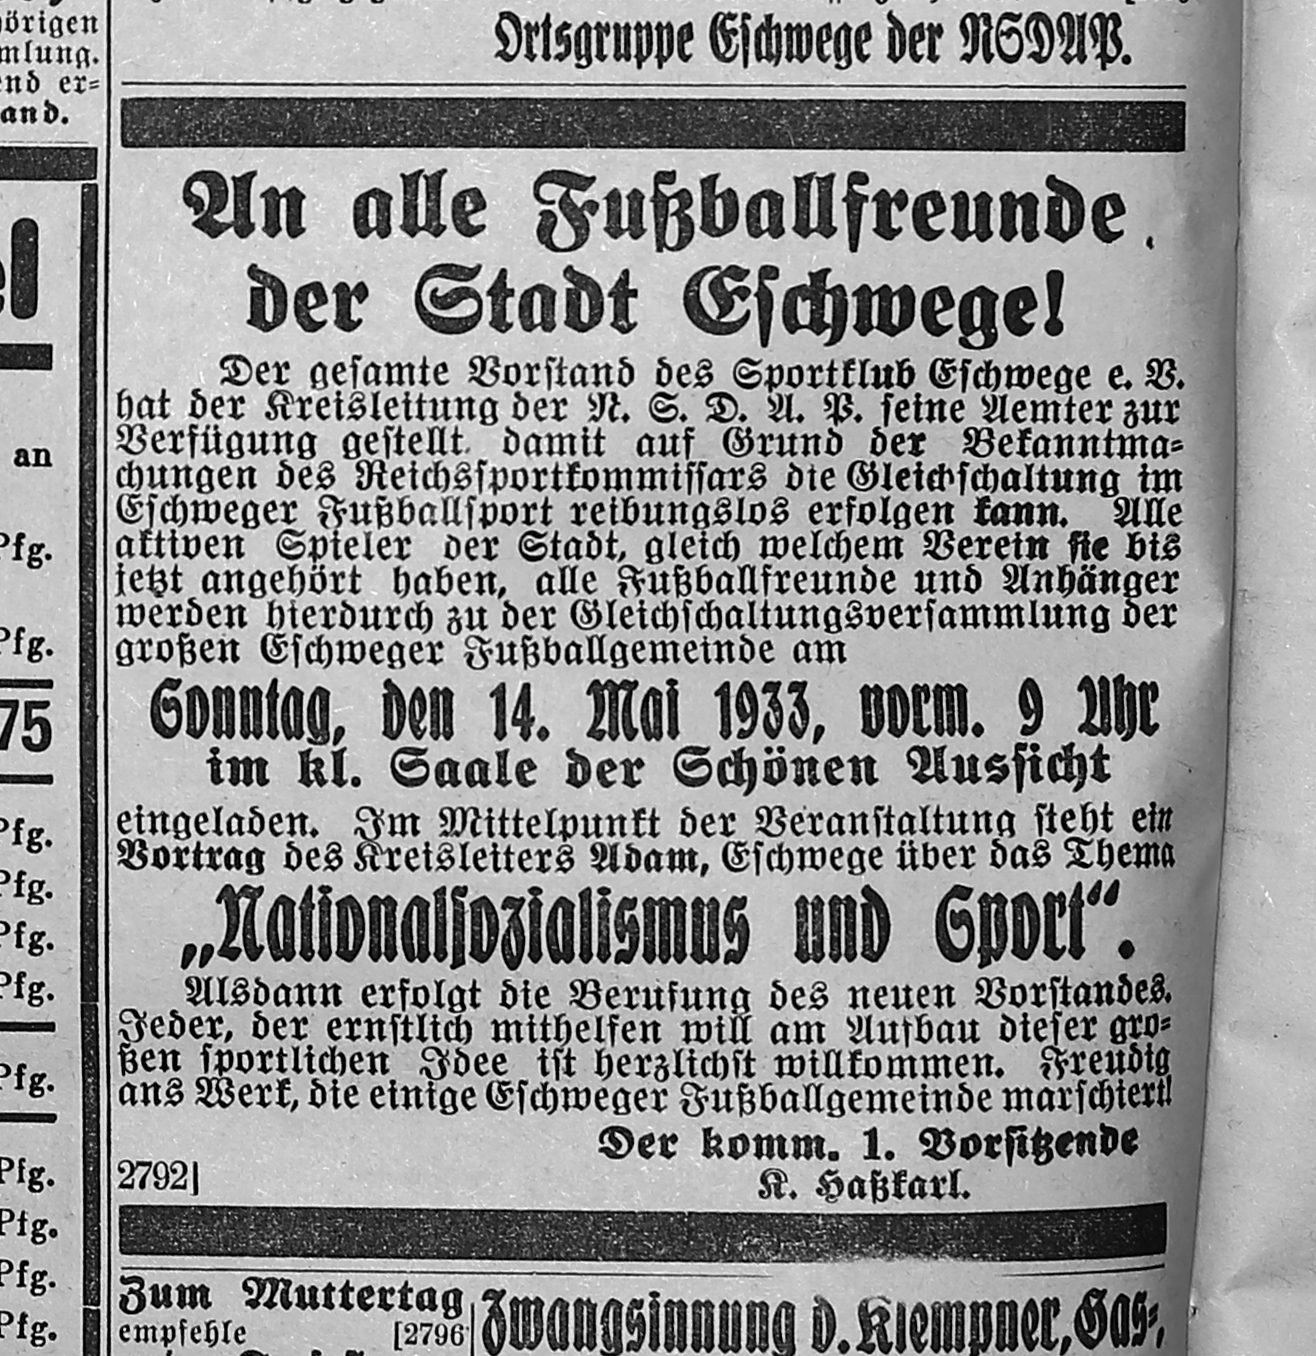 hörigen
mmlung.
end er=
and.
Ortsgruppe Eschwege der NSDAP.
An alle Fußballfreunde
der Stadt Eschwege!
Der gesamte Vorstand des Sportklub Eschwege e. V.
hat der Kreisleitung der N. S. D. A. P. seine Aemter zur
Verfügung gestellt, damit auf Grund der Bekanntma=
chungen des Reichssportkommissars die Gleichschaltung im
Eschweger Fußballsport reibungslos erfolgen kann. Alle
aktiven Spieler der Stadt, gleich welchem Verein sie bis
jetzt angehört haben, alle Fußballfreunde und Anhänger
werden hierdurch zu der Gleichschaltungsversammlung der
großen Eschweger Fußballgemeinde am
Sonntag, den 14. Mai 1933, vorm. 9 Uhr
im kl. Saale der Schönen Aussicht
eingeladen. Im Mittelpunkt der Veranstaltung steht ein
Vortrag des Kreisleiters Adam, Eschwege über das Thema
„Nationalsozialismus und Sport“.
Alsdann erfolgt die Berufung des neuen Vorstandes.
Jeder, der ernstlich mithelfen will am Aufbau dieser gro=
ßen sportlichen Idee ist herzlichst willkommen. Freudig
ans Werk, die einige Eschweger Fußballgemeinde marschiert!
Der komm. 1. Vorsitzende
2792] K. Haßkarl.
an
Pfg.
Pfg.
75
Pfg.
Pfg.
Pfg.
Pfg.
Pfg.
Pfg.
Pfg.
Pfg.
Pfg.
Zum Muttertag
empfehle [2796
Zwangsinnung d. Klempner, Gas=,